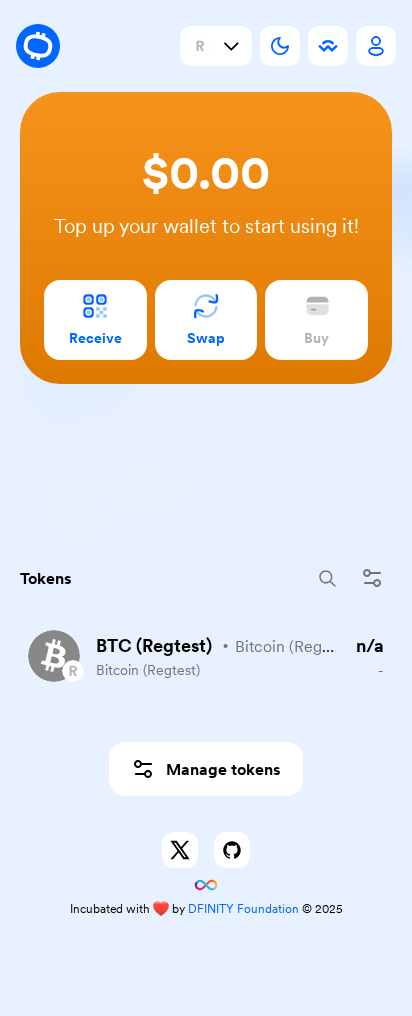 R
$0.00
Top up your wallet to start using it!
Receive Swap Buy
Tokens
BTC (Regtest) • Bitcoin (Reg... n/a
R
Bitcoin (Regtest) -
Manage tokens
Incubated with ❤️ by DFINITY Foundation © 2025